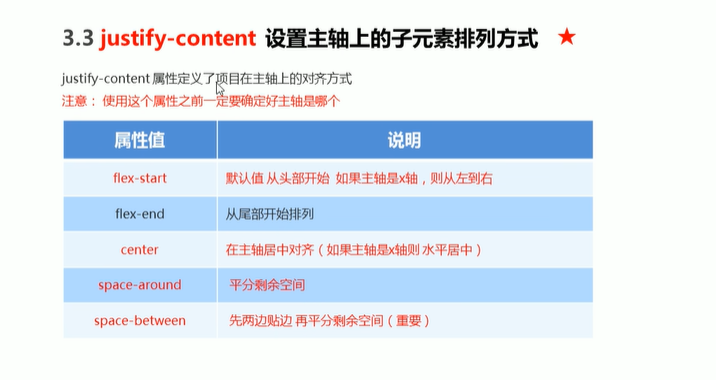 3.3 justify-content 设置主轴上的子元素排列方式 ★
justify-content 属性定义了项目在主轴上的对齐方式
注意： 使用这个属性之前一定要确定好主轴是哪个
属性值 说明
flex-start 默认值 从头部开始 如果主轴是x轴，则从左到右
flex-end 从尾部开始排列
center 在主轴居中对齐（如果主轴是x轴则 水平居中）
space-around 平分剩余空间
space-between 先两边贴边 再平分剩余空间（重要）